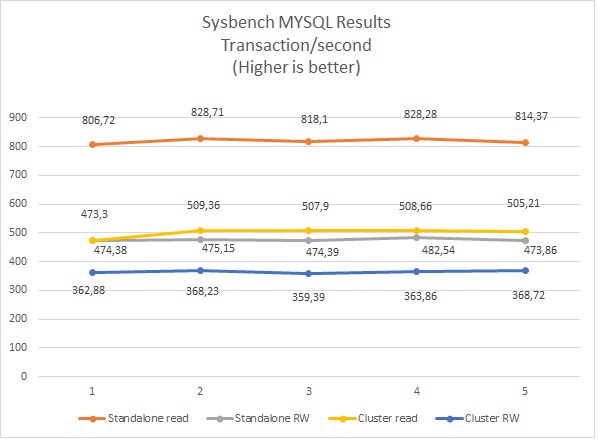 Sysbench MYSQL Results
Transaction/second
(Higher is better)
900
800
700
600
500
400
300
200
100
0
806,72 828,71 818,1 828,28 814,37
473,3 509,36 507,9 508,66 505,21
474,38 475,15 474,39 482,54 473,86
362,88 368,23 359,39 363,86 368,72
1 2 3 4 5
Standalone read Standalone RW Cluster read Cluster RW